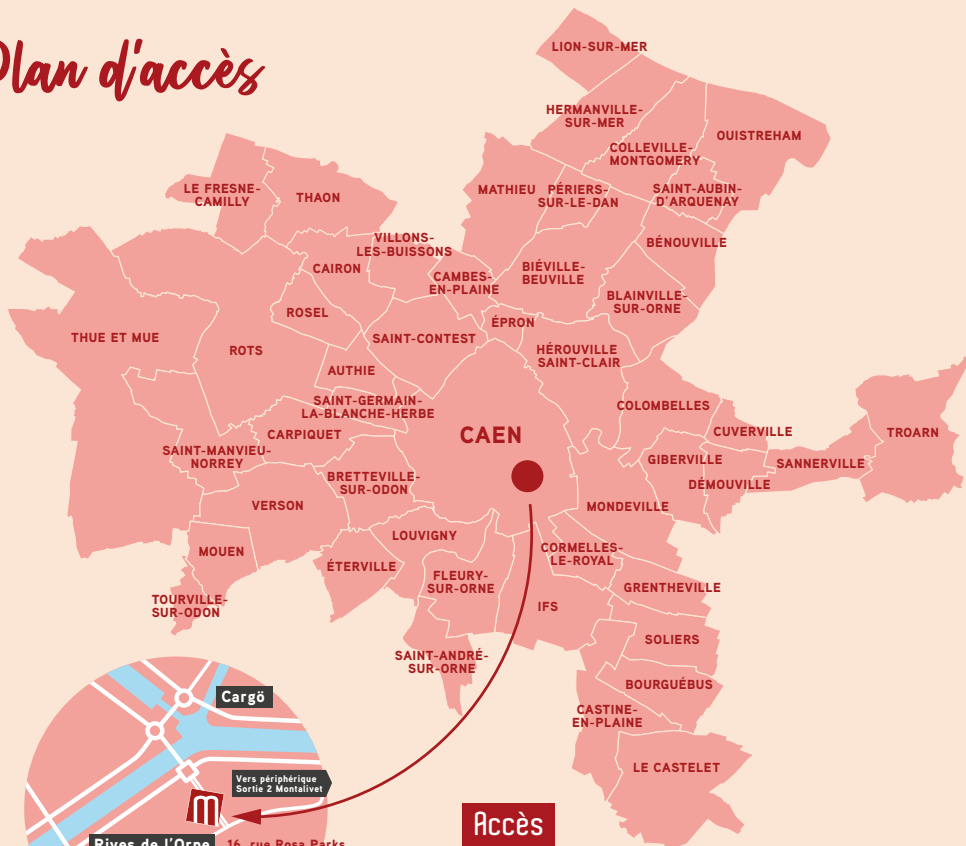 Plan d'accès
LION-SUR-MER
HERMANVILLE-
SUR-MER
COLLEVILLE-
MONTGOMERY
OUISTREHAM
LE FRESNE-
CAMILLY
THAON
MATHIEU
PÉRIERS-
SUR-LE-DAN
SAINT-AUBIN-
D'ARQUENAY
VILLONS-
LES-BUISSONS
BÉNOUVILLE
CAIRON
CAMBES-
EN-PLAINE
BIÉVILLE-
BEUVILLE
BLAINVILLE-
SUR-ORNE
ROSEL
ÉPRON
THUE ET MUE
ROTS
SAINT-CONTEST
HÉROUVILLE
SAINT-CLAIR
AUTHIE
SAINT-GERMAIN-
LA-BLANCHE-HERBE
COLOMBELLES
CARPIQUET
CAEN
CUVERVILLE
TROARN
SAINT-MANVIEU-
NORREY
GIBERVILLE
SANNERVILLE
BRETTEVILLE-
SUR-ODON
DÉMOUVILLE
VERSON
MONDEVILLE
LOUVIGNY
MOUEN
CORMELLES-
LE-ROYAL
ÉTERVILLE
FLEURY-
SUR-ORNE
GRENTHEVILLE
TOURVILLE-
SUR-ODON
IFS
SOLIERS
SAINT-ANDRÉ-
SUR-ORNE
BOURGUÉBUS
CASTINE-
EN-PLAINE
LE CASTELET
Cargö
Vers périphérique
Sortie 2 Montalivet
m
Rives de l'Orne
16, rue Rosa Parks
Accès